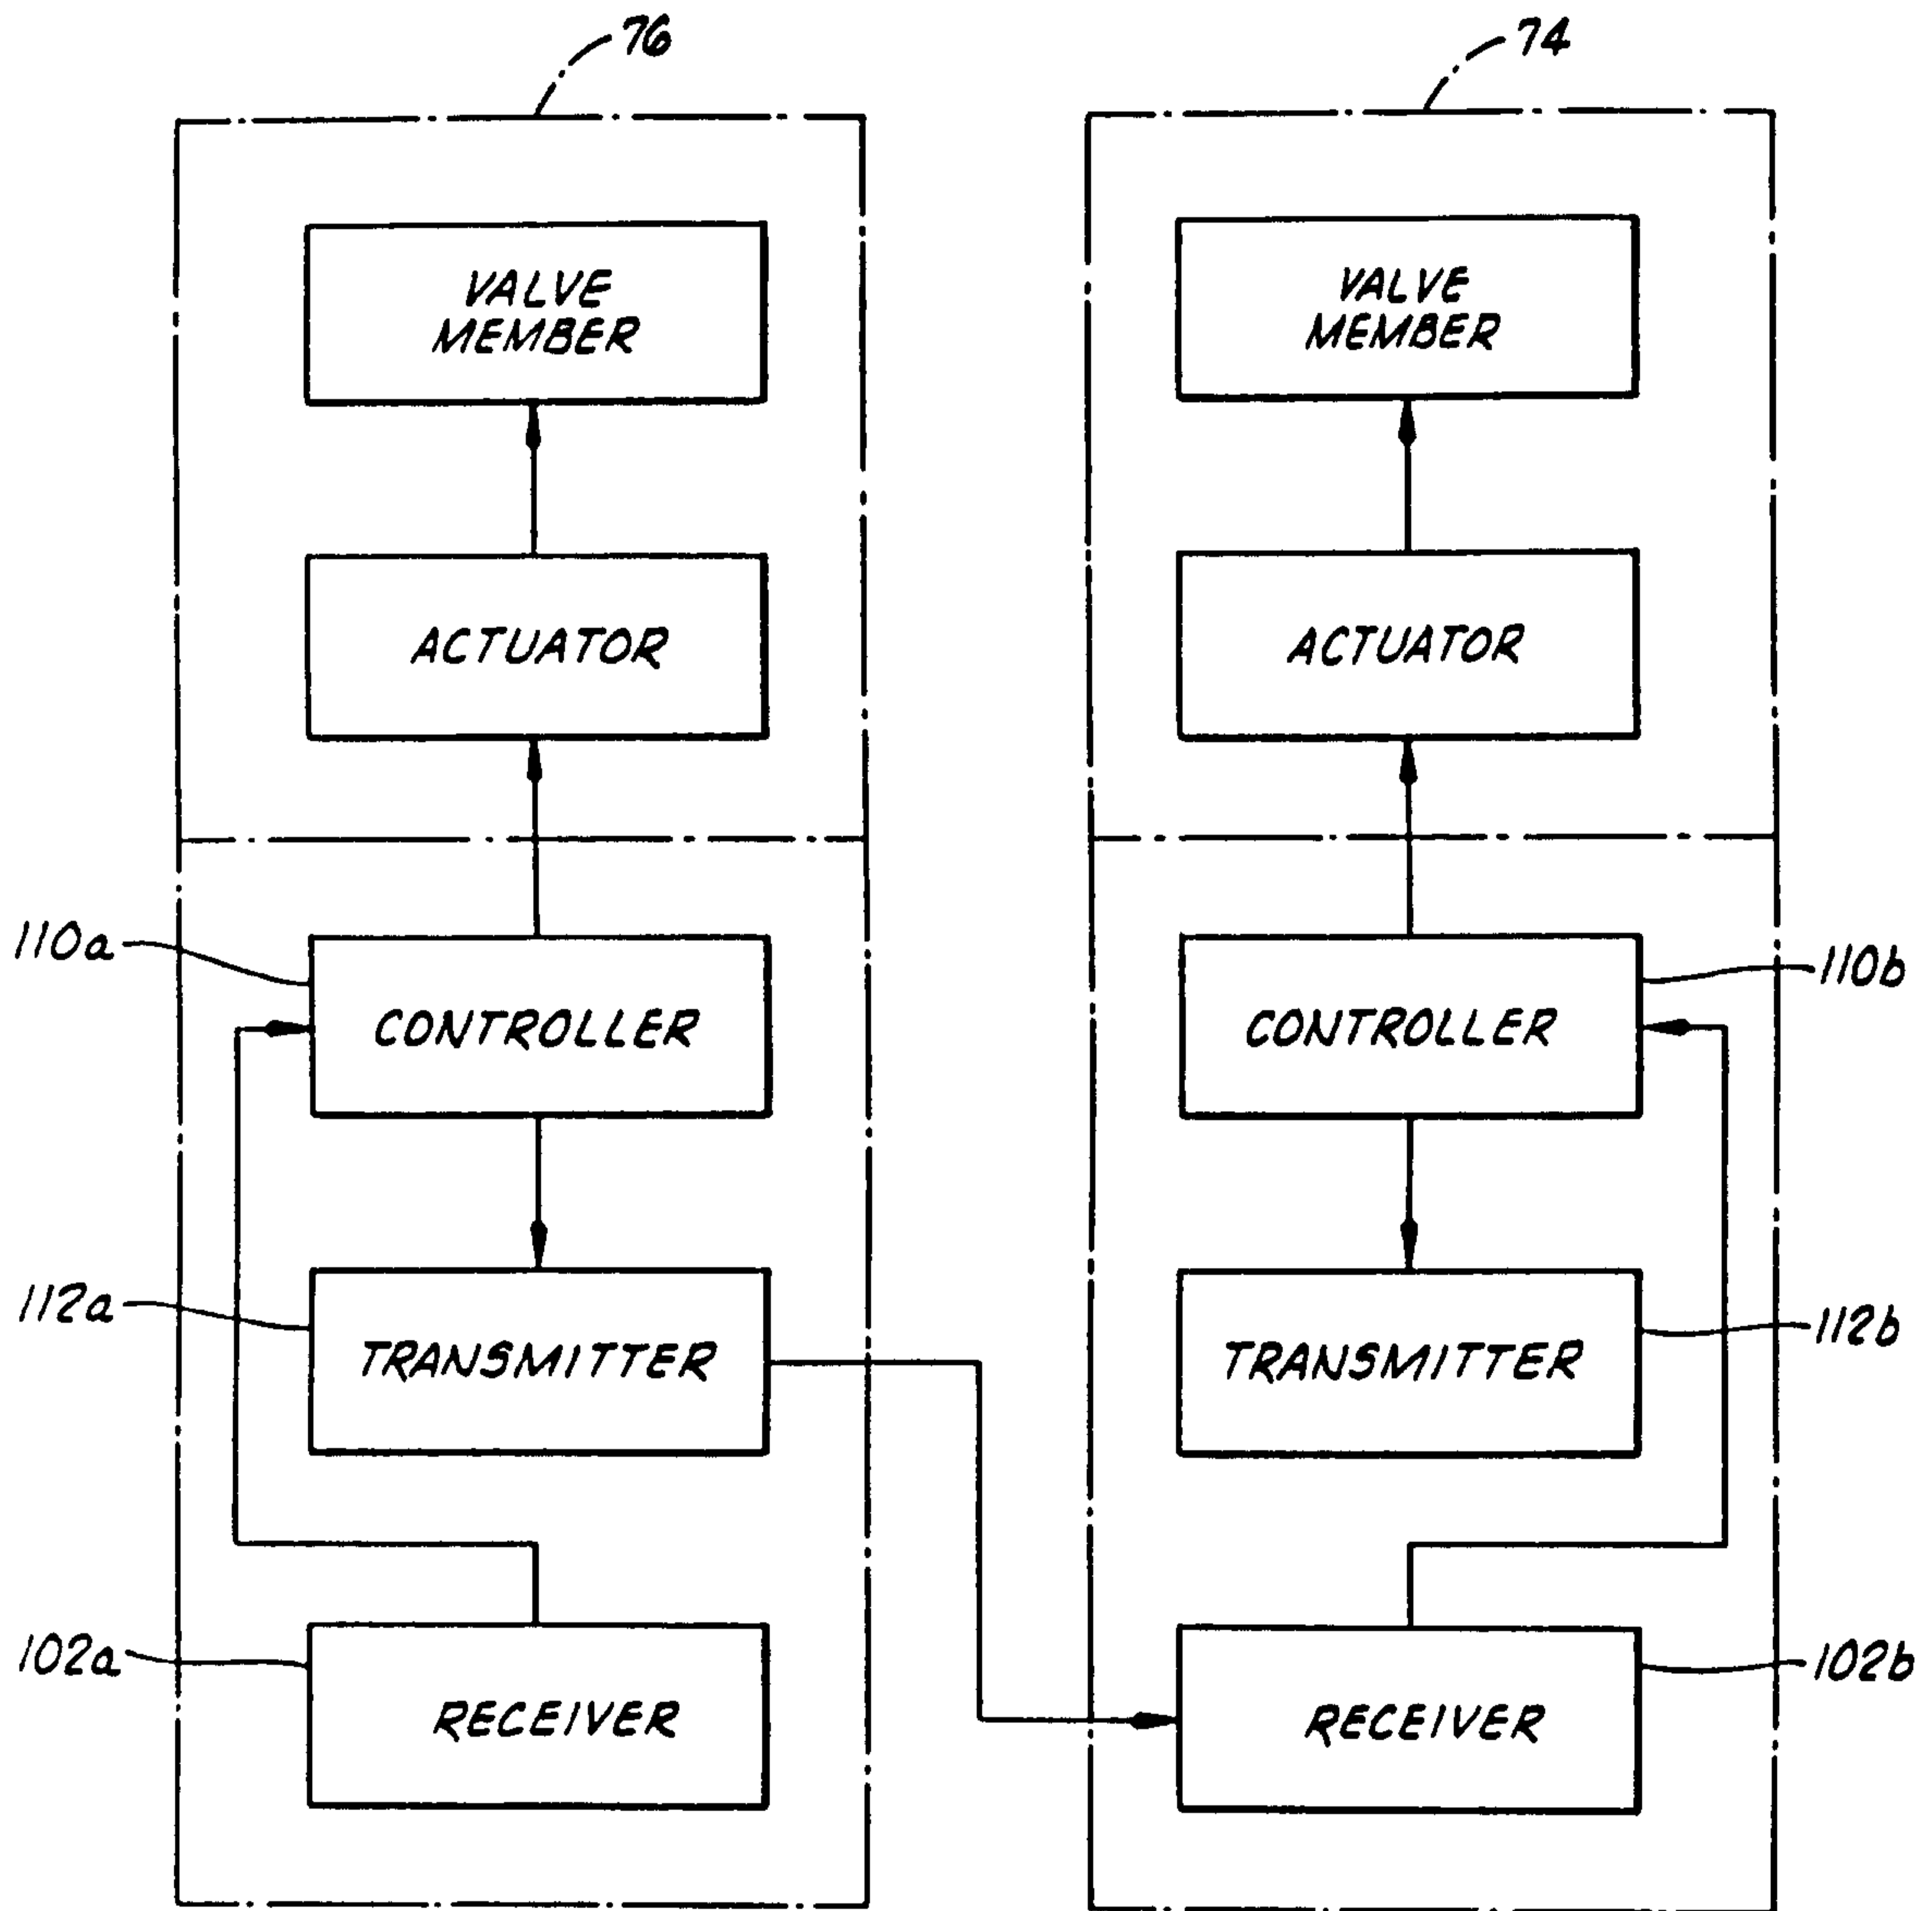 76
74
VALVE
MEMBER
VALVE
MEMBER
ACTUATOR
ACTUATOR
110a
CONTROLLER
CONTROLLER
110b
112a
TRANSMITTER
TRANSMITTER
112b
102a
RECEIVER
RECEIVER
102b